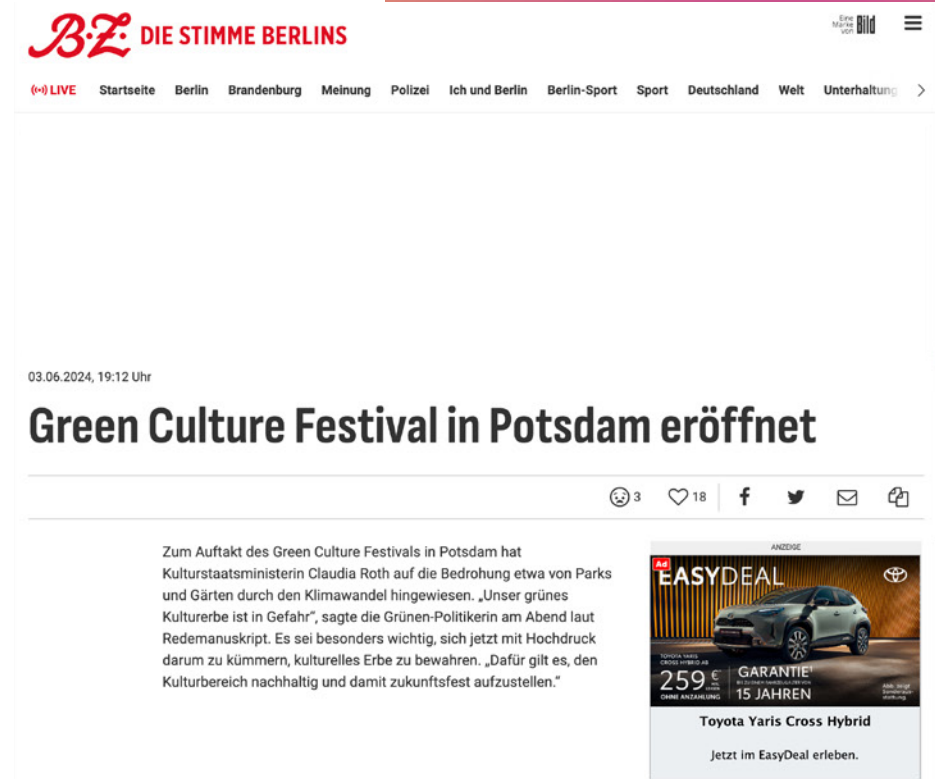 B.Z. DIE STIMME BERLINS
Eine
Marke
von Bild
LIVE Startseite Berlin Brandenburg Meinung Polizei Ich und Berlin Berlin-Sport Sport Deutschland Welt Unterhaltung
03.06.2024, 19:12 Uhr
Green Culture Festival in Potsdam eröffnet
3 18
Zum Auftakt des Green Culture Festivals in Potsdam hat
Kulturstaatsministerin Claudia Roth auf die Bedrohung etwa von Parks
und Gärten durch den Klimawandel hingewiesen. „Unser grünes
Kulturerbe ist in Gefahr“, sagte die Grünen-Politikerin am Abend laut
Redemanuskript. Es sei besonders wichtig, sich jetzt mit Hochdruck
darum zu kümmern, kulturelles Erbe zu bewahren. „Dafür gilt es, den
Kulturbereich nachhaltig und damit zukunftsfest aufzustellen.“
ANZEIGE
Ad
EASYDEAL
TOYOTA YARIS
CROSS HYBRID AB
259 €
OHNE ANZAHLUNG
GARANTIE¹
15 JAHREN
Toyota Yaris Cross Hybrid
Jetzt im EasyDeal erleben.